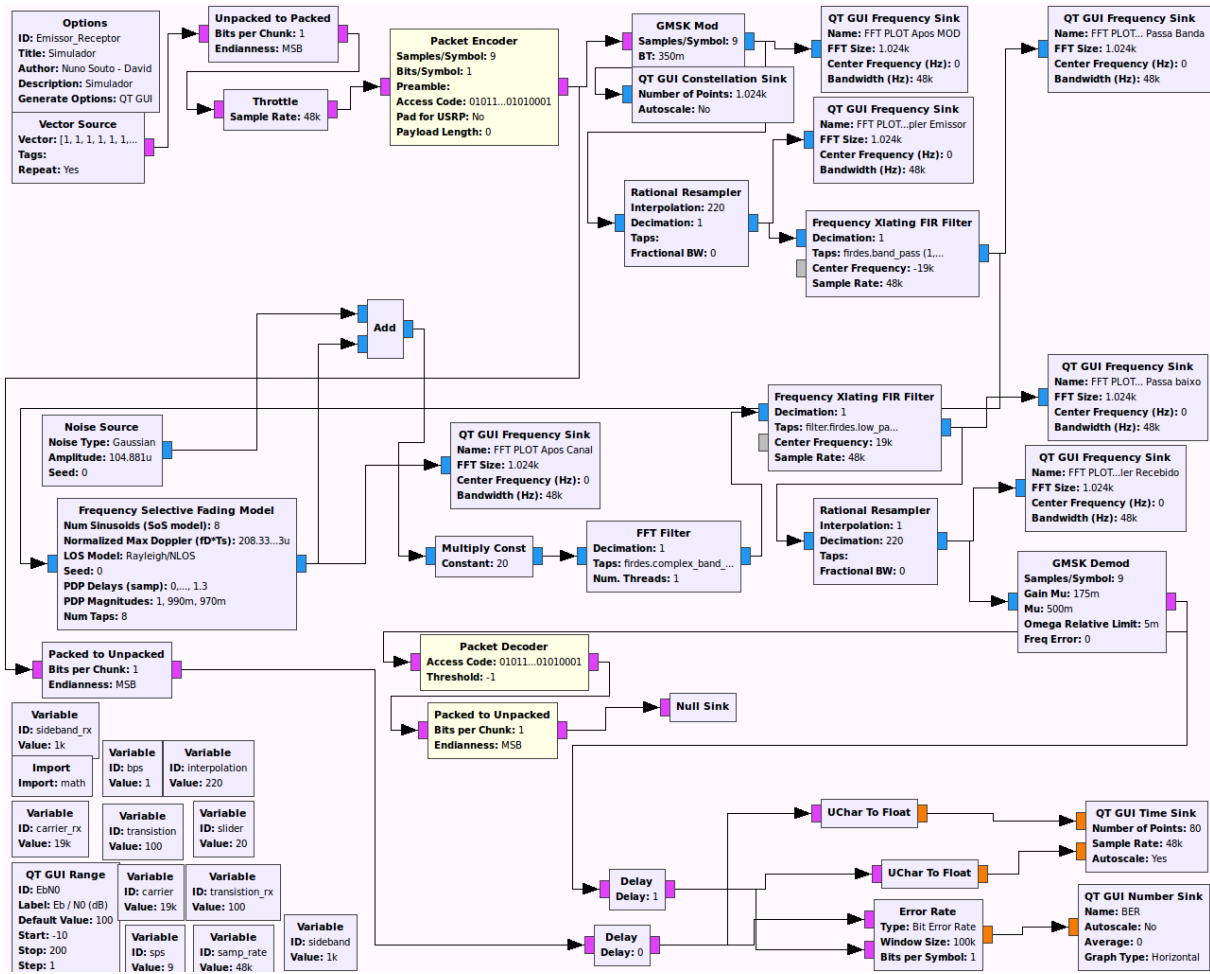 Options
ID: Emissor_Receptor
Title: Simulador
Author: Nuno Souto - David
Description: Simulador
Generate Options: QT GUI
Vector Source
Vector: [1, 1, 1, 1, 1, 1,...
Tags:
Repeat: Yes
Unpacked to Packed
Bits per Chunk: 1
Endianness: MSB
Throttle
Sample Rate: 48k
Packet Encoder
Samples/Symbol: 9
Bits/Symbol: 1
Preamble:
Access Code: 01011...01010001
Pad for USRP: No
Payload Length: 0
GMSK Mod
Samples/Symbol: 9
BT: 350m
QT GUI Constellation Sink
Number of Points: 1.024k
Autoscale: No
QT GUI Frequency Sink
Name: FFT PLOT Apos MOD
FFT Size: 1.024k
Center Frequency (Hz): 0
Bandwidth (Hz): 48k
QT GUI Frequency Sink
Name: FFT PLOT... Passa Banda
FFT Size: 1.024k
Center Frequency (Hz): 0
Bandwidth (Hz): 48k
QT GUI Frequency Sink
Name: FFT PLOT...pler Emissor
FFT Size: 1.024k
Center Frequency (Hz): 0
Bandwidth (Hz): 48k
Rational Resampler
Interpolation: 220
Decimation: 1
Taps:
Fractional BW: 0
Frequency Xlating FIR Filter
Decimation: 1
Taps: firdes.band_pass (1,...
Center Frequency: -19k
Sample Rate: 48k
Add
Noise Source
Noise Type: Gaussian
Amplitude: 104.881u
Seed: 0
Frequency Selective Fading Model
Num Sinusoids (SoS model): 8
Normalized Max Doppler (fD*Ts): 208.33...3u
LOS Model: Rayleigh/NLOS
Seed: 0
PDP Delays (samp): 0,..., 1.3
PDP Magnitudes: 1, 990m, 970m
Num Taps: 8
QT GUI Frequency Sink
Name: FFT PLOT Apos Canal
FFT Size: 1.024k
Center Frequency (Hz): 0
Bandwidth (Hz): 48k
Multiply Const
Constant: 20
FFT Filter
Decimation: 1
Taps: firdes.complex_band_...
Num. Threads: 1
Frequency Xlating FIR Filter
Decimation: 1
Taps: filter.firdes.low_pa...
Center Frequency: 19k
Sample Rate: 48k
QT GUI Frequency Sink
Name: FFT PLOT... Passa baixo
FFT Size: 1.024k
Center Frequency (Hz): 0
Bandwidth (Hz): 48k
QT GUI Frequency Sink
Name: FFT PLOT...ler Recebido
FFT Size: 1.024k
Center Frequency (Hz): 0
Bandwidth (Hz): 48k
Rational Resampler
Interpolation: 1
Decimation: 220
Taps:
Fractional BW: 0
GMSK Demod
Samples/Symbol: 9
Gain Mu: 175m
Mu: 500m
Omega Relative Limit: 5m
Freq Error: 0
Packed to Unpacked
Bits per Chunk: 1
Endianness: MSB
Packet Decoder
Access Code: 01011...01010001
Threshold: -1
Packed to Unpacked
Bits per Chunk: 1
Endianness: MSB
Null Sink
Variable
ID: sideband_rx
Value: 1k
Import
Import: math
Variable
ID: bps
Value: 1
Variable
ID: interpolation
Value: 220
Variable
ID: carrier_rx
Value: 19k
Variable
ID: transistion
Value: 100
Variable
ID: slider
Value: 20
QT GUI Range
ID: EbN0
Label: Eb / N0 (dB)
Default Value: 100
Start: -10
Stop: 200
Step: 1
Variable
ID: carrier
Value: 19k
Variable
ID: transistion_rx
Value: 100
Variable
ID: sps
Value: 9
Variable
ID: samp_rate
Value: 48k
Variable
ID: sideband
Value: 1k
UChar To Float
QT GUI Time Sink
Number of Points: 80
Sample Rate: 48k
Autoscale: Yes
UChar To Float
Delay
Delay: 1
Delay
Delay: 0
Error Rate
Type: Bit Error Rate
Window Size: 100k
Bits per Symbol: 1
QT GUI Number Sink
Name: BER
Autoscale: No
Average: 0
Graph Type: Horizontal